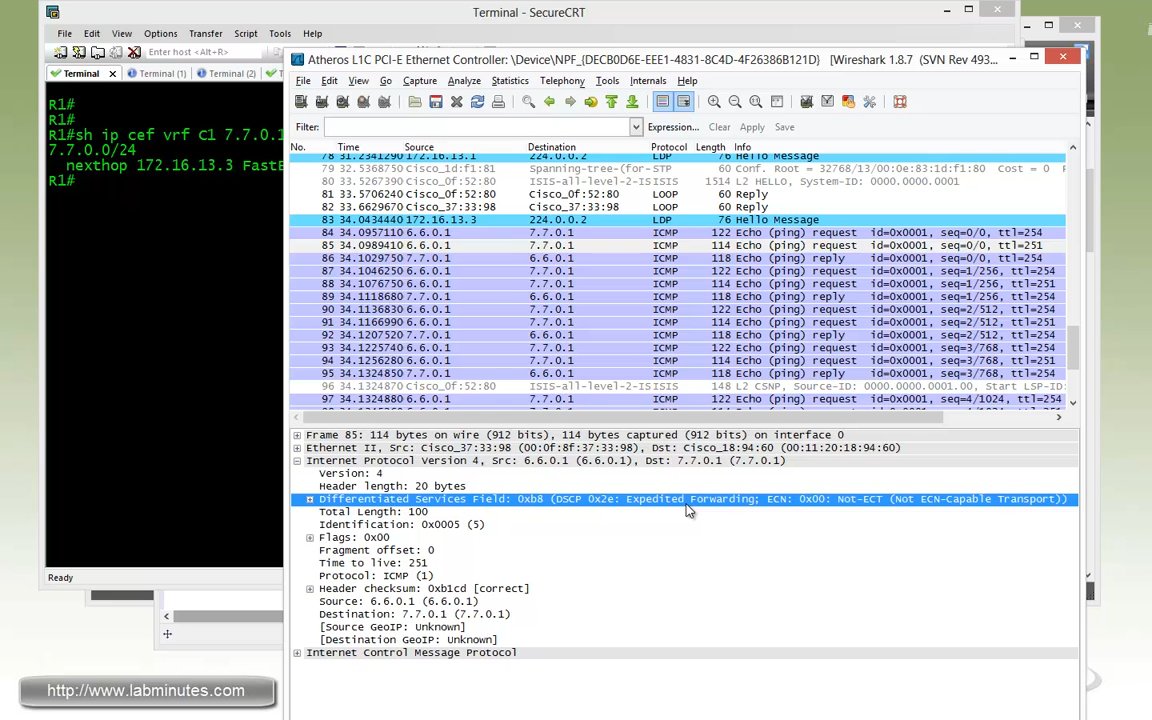 Terminal - SecureCRT
File Edit View Options Transfer Script Tools Help
Enter host <Alt+R>
Terminal Terminal (1) Terminal (2)
R1#
R1#
R1#sh ip cef vrf C1 7.7.0.1
7.7.0.0/24
nexthop 172.16.13.3 FastE
R1#
Ready
Atheros L1C PCI-E Ethernet Controller: \Device\NPF_{DECB0D6E-EEE1-4831-8C4D-4F26386B121D} [Wireshark 1.8.7 (SVN Rev 493...
File Edit View Go Capture Analyze Statistics Telephony Tools Internals Help
Filter: Expression... Clear Apply Save
No. Time Source Destination Protocol Length Info
78 31.2341290 172.16.13.1 224.0.0.2 LDP 76 Hello Message
79 32.5368750 Cisco_1d:f1:81 Spanning-tree-(for- STP 60 Conf. Root = 32768/13/00:0e:83:1d:f1:80 Cost = 0
80 33.5267390 Cisco_0f:52:80 ISIS-all-level-2-IS ISIS 1514 L2 HELLO, System-ID: 0000.0000.0001
81 33.5706240 Cisco_0f:52:80 Cisco_0f:52:80 LOOP 60 Reply
82 33.6629670 Cisco_37:33:98 Cisco_37:33:98 LOOP 60 Reply
83 34.0434440 172.16.13.3 224.0.0.2 LDP 76 Hello Message
84 34.0957110 6.6.0.1 7.7.0.1 ICMP 122 Echo (ping) request id=0x0001, seq=0/0, ttl=254
85 34.0989410 6.6.0.1 7.7.0.1 ICMP 114 Echo (ping) request id=0x0001, seq=0/0, ttl=251
86 34.1029750 7.7.0.1 6.6.0.1 ICMP 118 Echo (ping) reply id=0x0001, seq=0/0, ttl=254
87 34.1046250 6.6.0.1 7.7.0.1 ICMP 122 Echo (ping) request id=0x0001, seq=1/256, ttl=254
88 34.1076750 6.6.0.1 7.7.0.1 ICMP 114 Echo (ping) request id=0x0001, seq=1/256, ttl=251
89 34.1118680 7.7.0.1 6.6.0.1 ICMP 118 Echo (ping) reply id=0x0001, seq=1/256, ttl=254
90 34.1136830 6.6.0.1 7.7.0.1 ICMP 122 Echo (ping) request id=0x0001, seq=2/512, ttl=254
91 34.1166990 6.6.0.1 7.7.0.1 ICMP 114 Echo (ping) request id=0x0001, seq=2/512, ttl=251
92 34.1207520 7.7.0.1 6.6.0.1 ICMP 118 Echo (ping) reply id=0x0001, seq=2/512, ttl=254
93 34.1225740 6.6.0.1 7.7.0.1 ICMP 122 Echo (ping) request id=0x0001, seq=3/768, ttl=254
94 34.1256280 6.6.0.1 7.7.0.1 ICMP 114 Echo (ping) request id=0x0001, seq=3/768, ttl=251
95 34.1324870 7.7.0.1 6.6.0.1 ICMP 118 Echo (ping) reply id=0x0001, seq=3/768, ttl=254
96 34.1324870 Cisco_0f:52:80 ISIS-all-level-2-IS ISIS 148 L2 CSNP, Source-ID: 0000.0000.0001.00, Start LSP-ID:
97 34.1324880 6.6.0.1 7.7.0.1 ICMP 122 Echo (ping) request id=0x0001, seq=4/1024, ttl=254
Frame 85: 114 bytes on wire (912 bits), 114 bytes captured (912 bits) on interface 0
Ethernet II, Src: Cisco_37:33:98 (00:0f:8f:37:33:98), Dst: Cisco_18:94:60 (00:11:20:18:94:60)
Internet Protocol Version 4, Src: 6.6.0.1 (6.6.0.1), Dst: 7.7.0.1 (7.7.0.1)
Version: 4
Header length: 20 bytes
Differentiated Services Field: 0xb8 (DSCP 0x2e: Expedited Forwarding; ECN: 0x00: Not-ECT (Not ECN-Capable Transport))
Total Length: 100
Identification: 0x0005 (5)
Flags: 0x00
Fragment offset: 0
Time to live: 251
Protocol: ICMP (1)
Header checksum: 0xb1cd [correct]
Source: 6.6.0.1 (6.6.0.1)
Destination: 7.7.0.1 (7.7.0.1)
[Source GeoIP: Unknown]
[Destination GeoIP: Unknown]
Internet Control Message Protocol
http://www.labminutes.com